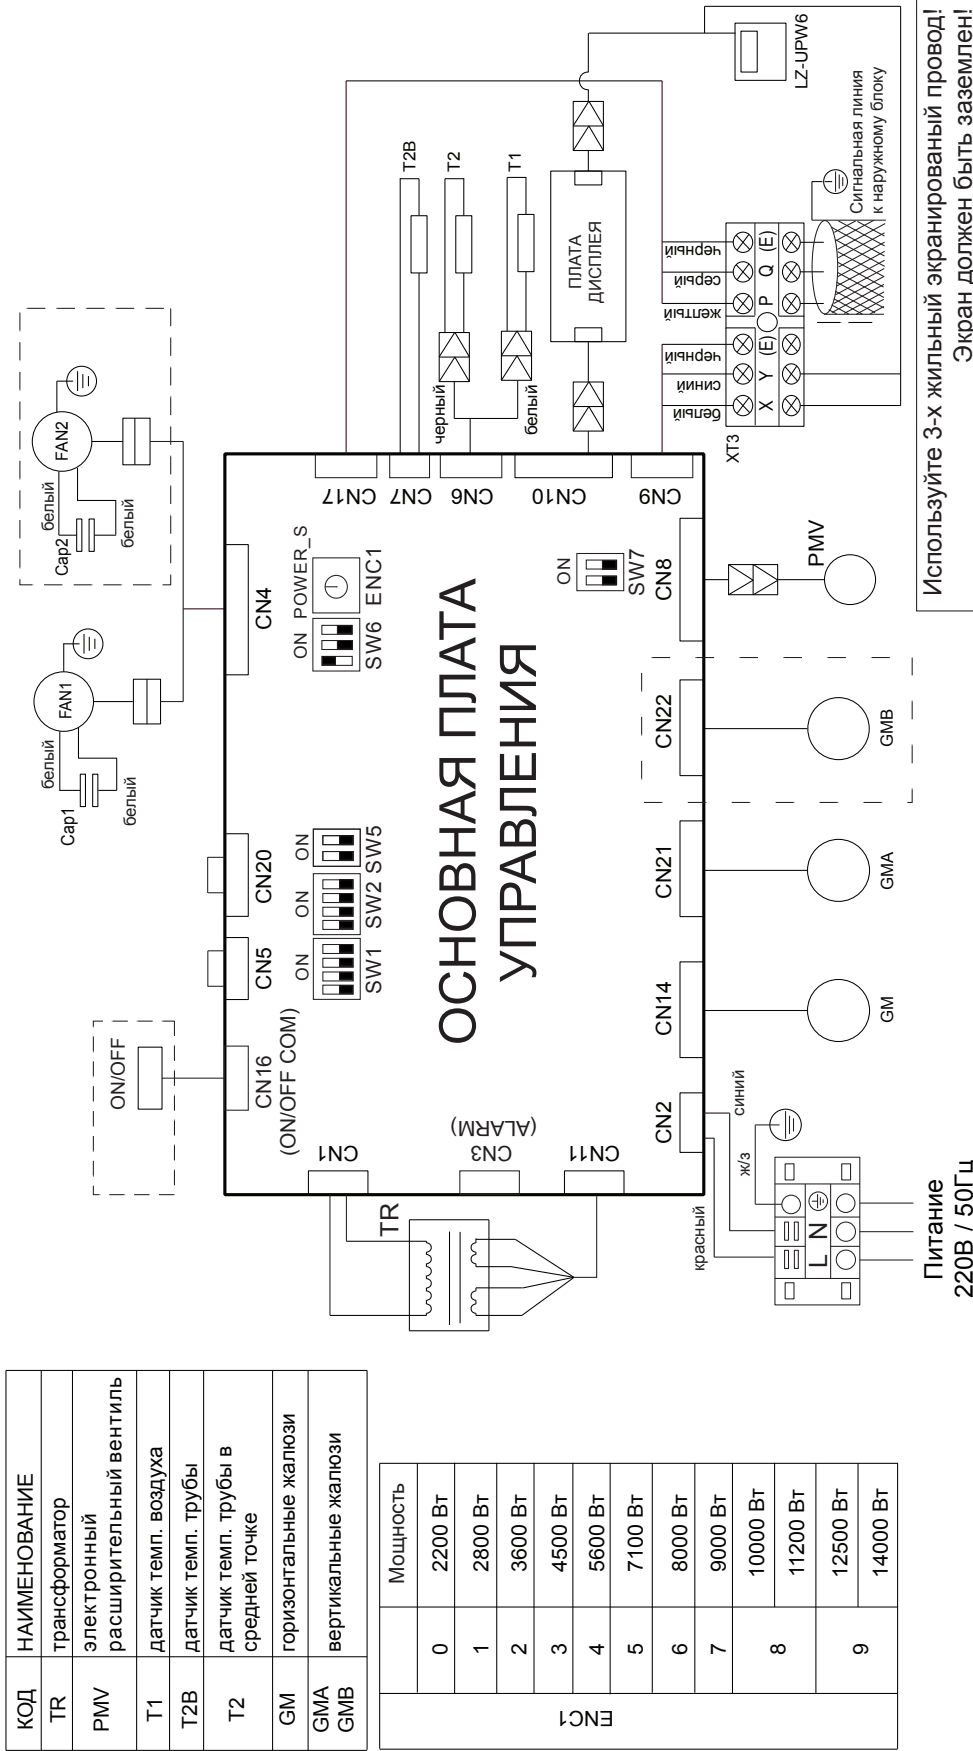 FAN1
белый
белый
Cap1
FAN2
белый
белый
Cap2
ON/OFF
CN16
(ON/OFF COM)
CN5
CN20
CN4
ON
SW1
ON
SW2
ON
SW5
ON
SW6
POWER_S
ENC1
ON
SW7
CN1
TR
CN3
(ALARM)
CN11
ОСНОВНАЯ ПЛАТА
УПРАВЛЕНИЯ
CN17
CN7
CN6
CN10
CN9
T2B
T2
T1
черный
белый
ПЛАТА
ДИСПЛЕЯ
LZ-UPW6
белый
синий
черный
желтый
серый
черный
XT3
X
Y
(E)
P
Q
(E)
Сигнальная линия
к наружному блоку
CN2
CN14
CN21
CN22
CN8
красный
синий
ж/з
L
N
GM
GMA
GMB
PMV
Питание
220В / 50Гц
Используйте 3-х жильный экранированый провод!
Экран должен быть заземлен!
КОД НАИМЕНОВАНИЕ
TR трансформатор
PMV электронный
расширительный вентиль
T1 датчик темп. воздуха
T2B датчик темп. трубы
T2 датчик темп. трубы в
средней точке
GM горизонтальные жалюзи
GMA вертикальные жалюзи
GMB
ENC1
Мощность
0 2200 Вт
1 2800 Вт
2 3600 Вт
3 4500 Вт
4 5600 Вт
5 7100 Вт
6 8000 Вт
7 9000 Вт
8 10000 Вт
11200 Вт
9 12500 Вт
14000 Вт